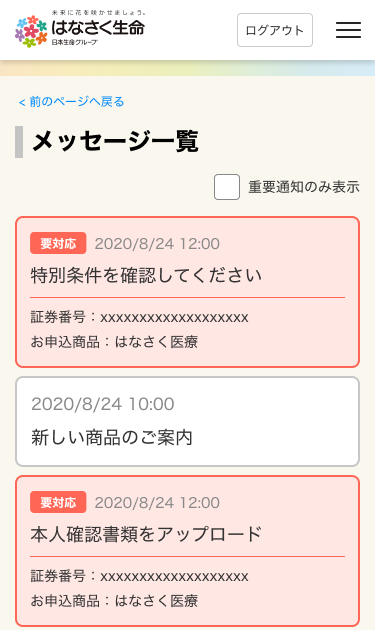 未来に花を咲かせましょう。
はなさく生命
日本生命グループ
ログアウト
< 前のページへ戻る
メッセージ一覧
重要通知のみ表示
要対応 2020/8/24 12:00
特別条件を確認してください
証券番号：xxxxxxxxxxxxxxxxxxx
お申込商品：はなさく医療
2020/8/24 10:00
新しい商品のご案内
要対応 2020/8/24 12:00
本人確認書類をアップロード
証券番号：xxxxxxxxxxxxxxxxxxx
お申込商品：はなさく医療